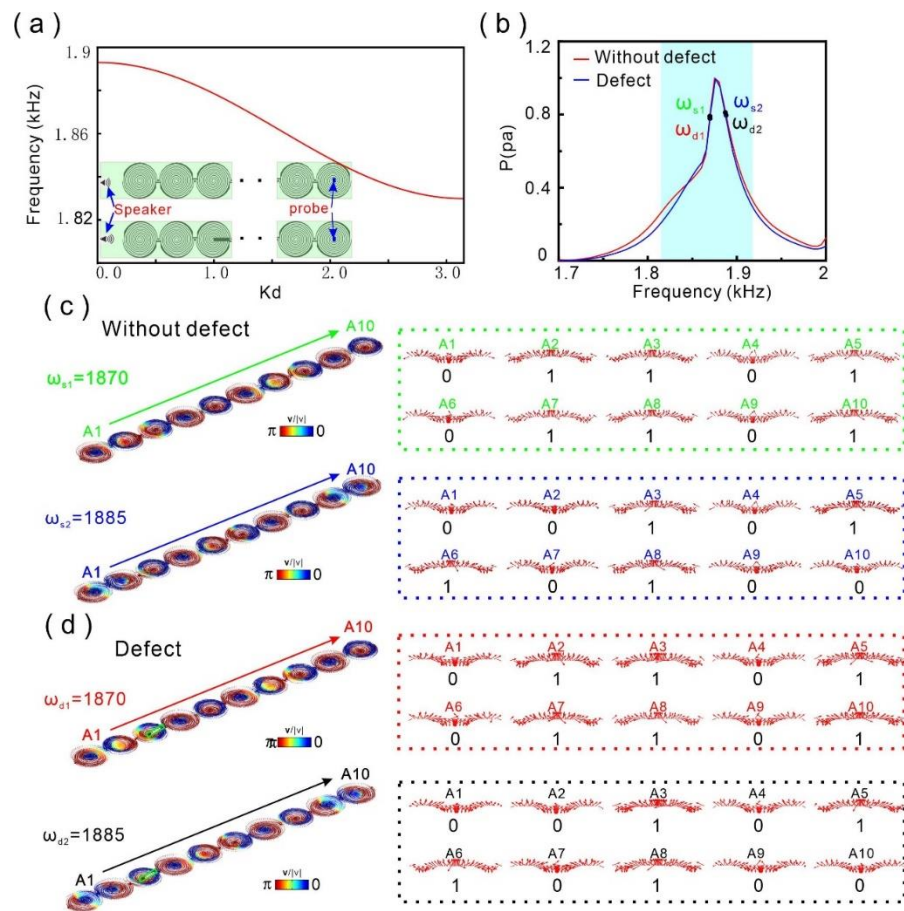 (a)
1.9
1.86
1.82
Frequency (kHz)
Speaker
probe
0.0 1.0 2.0 3.0
Kd
(b)
1.2
0.8
0.4
0
P(pa)
Without defect
Defect
ωs1 ωs2
ωd1 ωd2
1.7 1.8 1.9 2
Frequency (kHz)
(c)
Without defect
A10
ωs1=1870
A1
v/|v|
π 0
A1 A2 A3 A4 A5
0 1 1 0 1
A6 A7 A8 A9 A10
0 1 1 0 1
A10
ωs2=1885
A1
v/|v|
π 0
A1 A2 A3 A4 A5
0 0 1 0 1
A6 A7 A8 A9 A10
1 0 1 0 0
(d)
Defect
A10
ωd1=1870
A1
v/|v|
π 0
A1 A2 A3 A4 A5
0 1 1 0 1
A6 A7 A8 A9 A10
0 1 1 0 1
A10
ωd2=1885
A1
v/|v|
π 0
A1 A2 A3 A4 A5
0 0 1 0 1
A6 A7 A8 A9 A10
1 0 1 0 0